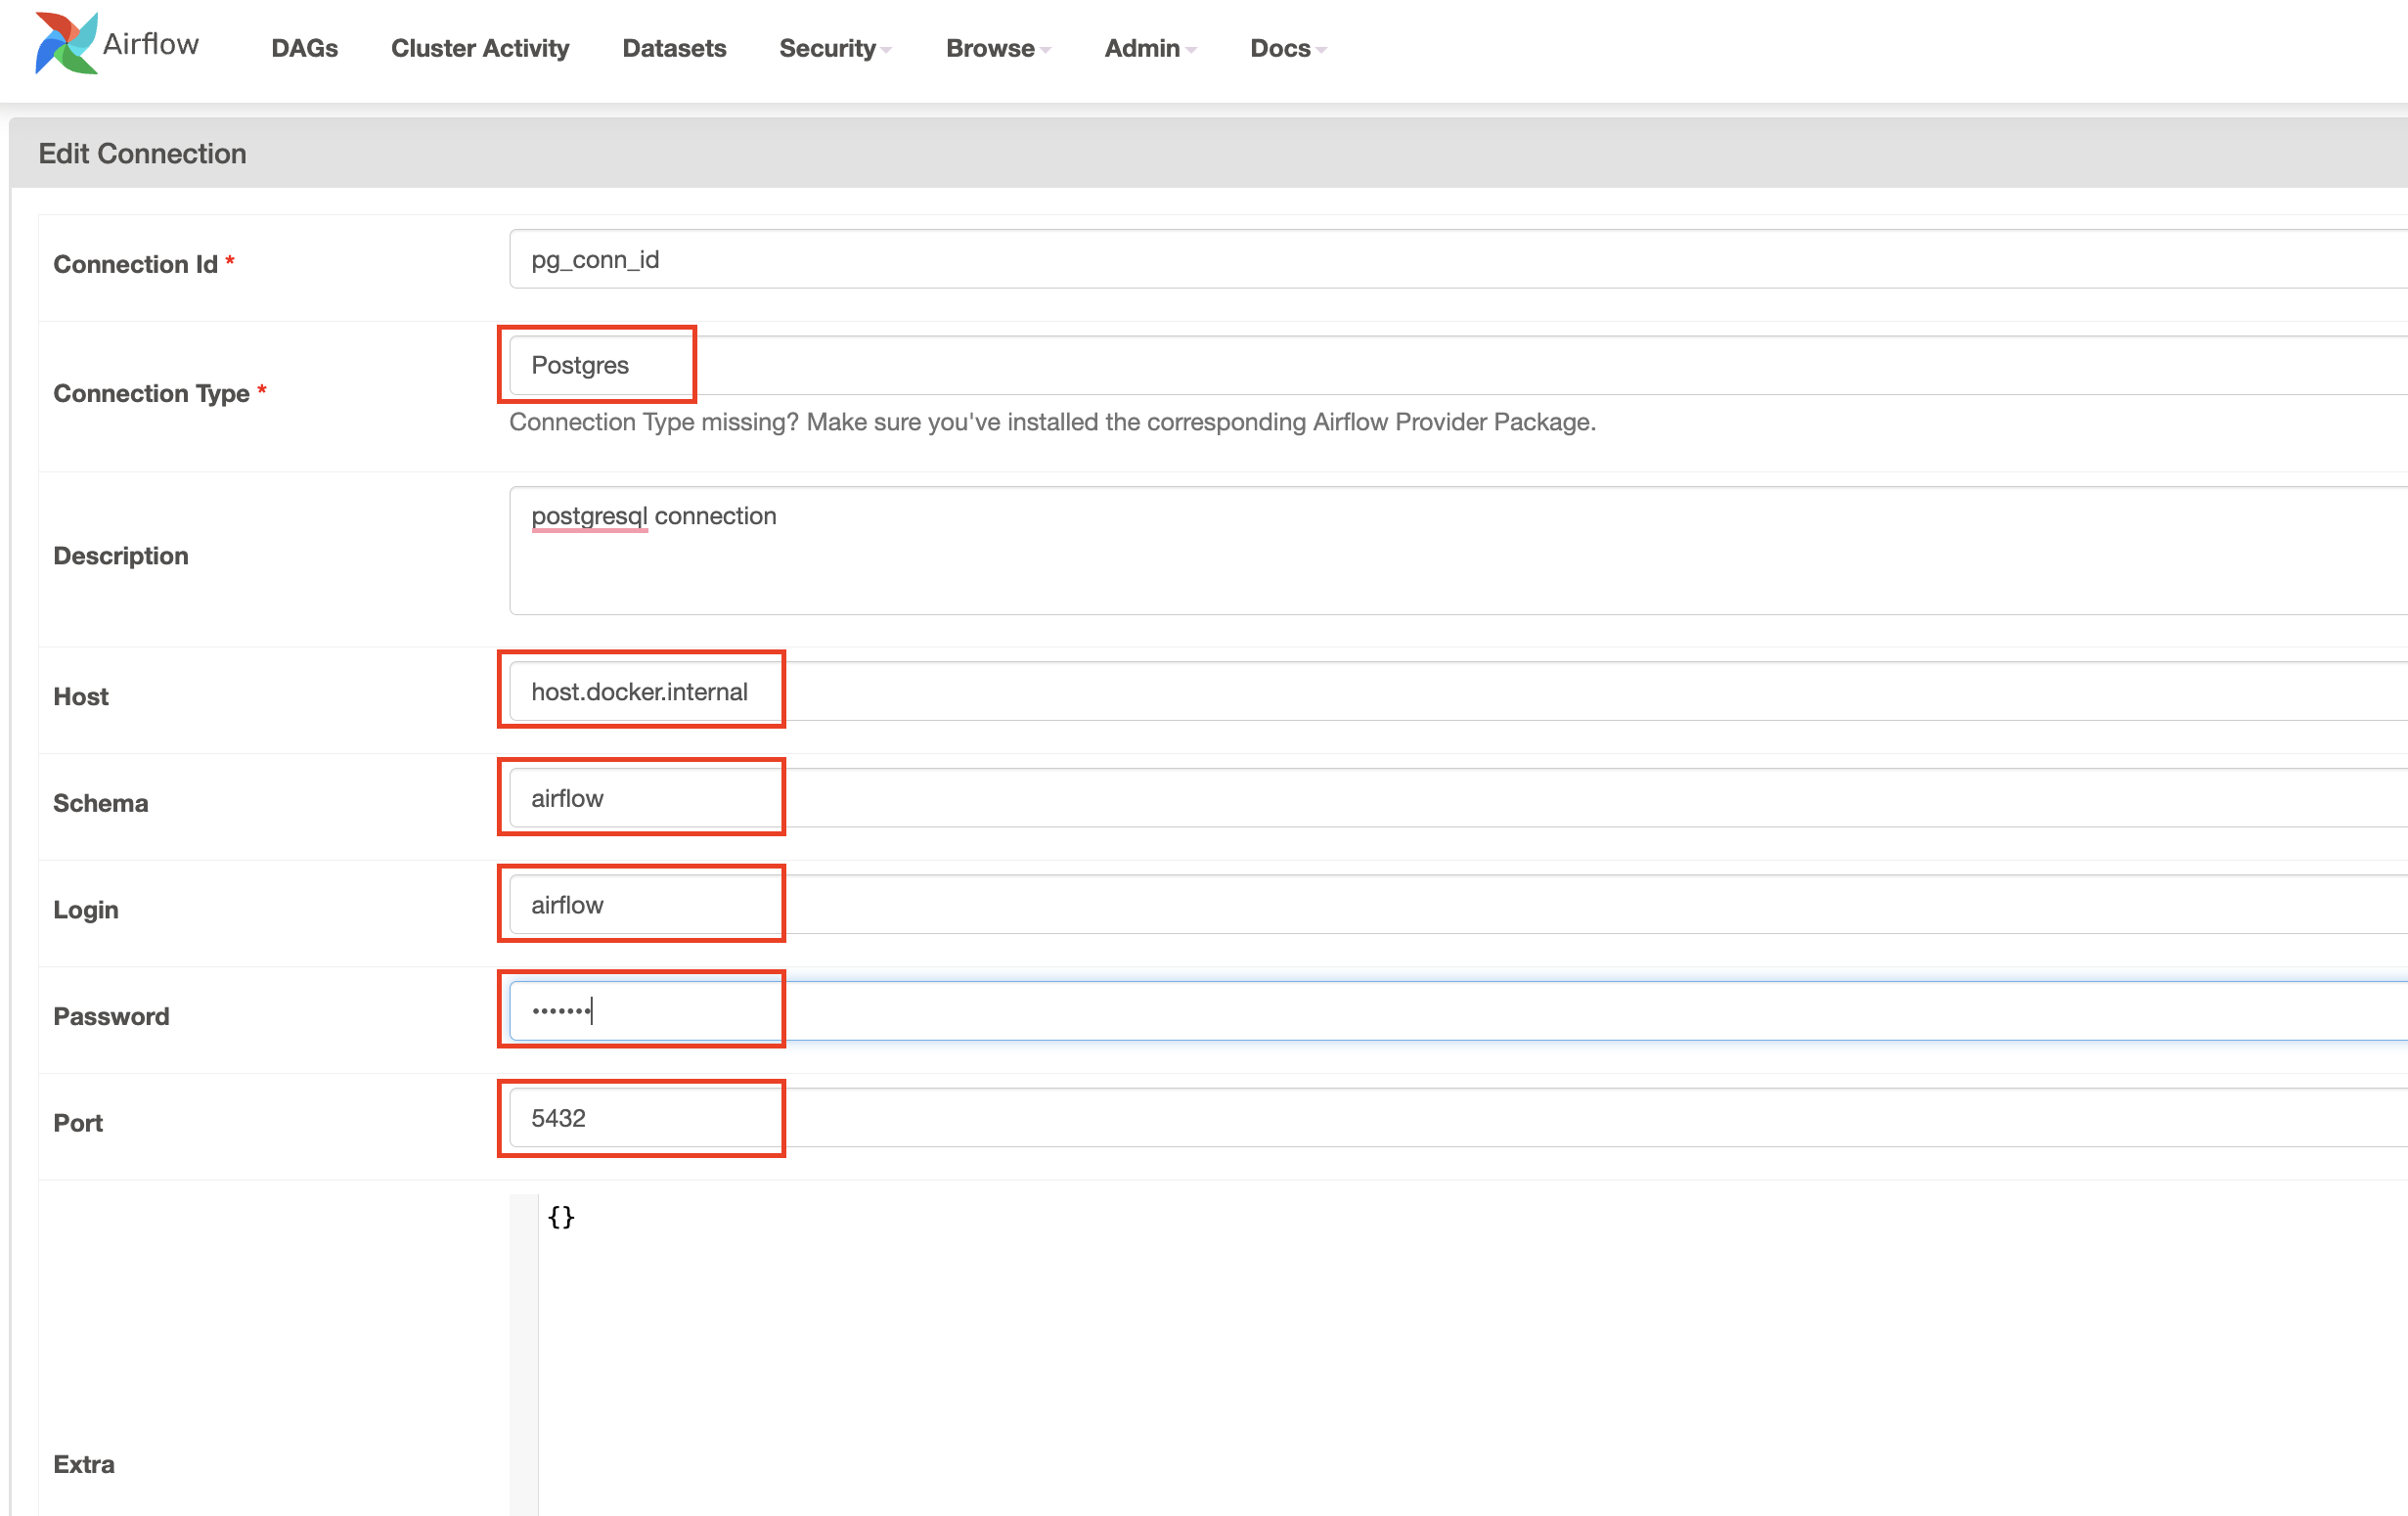 Airflow DAGs Cluster Activity Datasets Security Browse Admin Docs
Edit Connection
Connection Id * pg_conn_id
Connection Type * Postgres
Connection Type missing? Make sure you've installed the corresponding Airflow Provider Package.
Description postgresql connection
Host host.docker.internal
Schema airflow
Login airflow
Password •••••••
Port 5432
{}
Extra